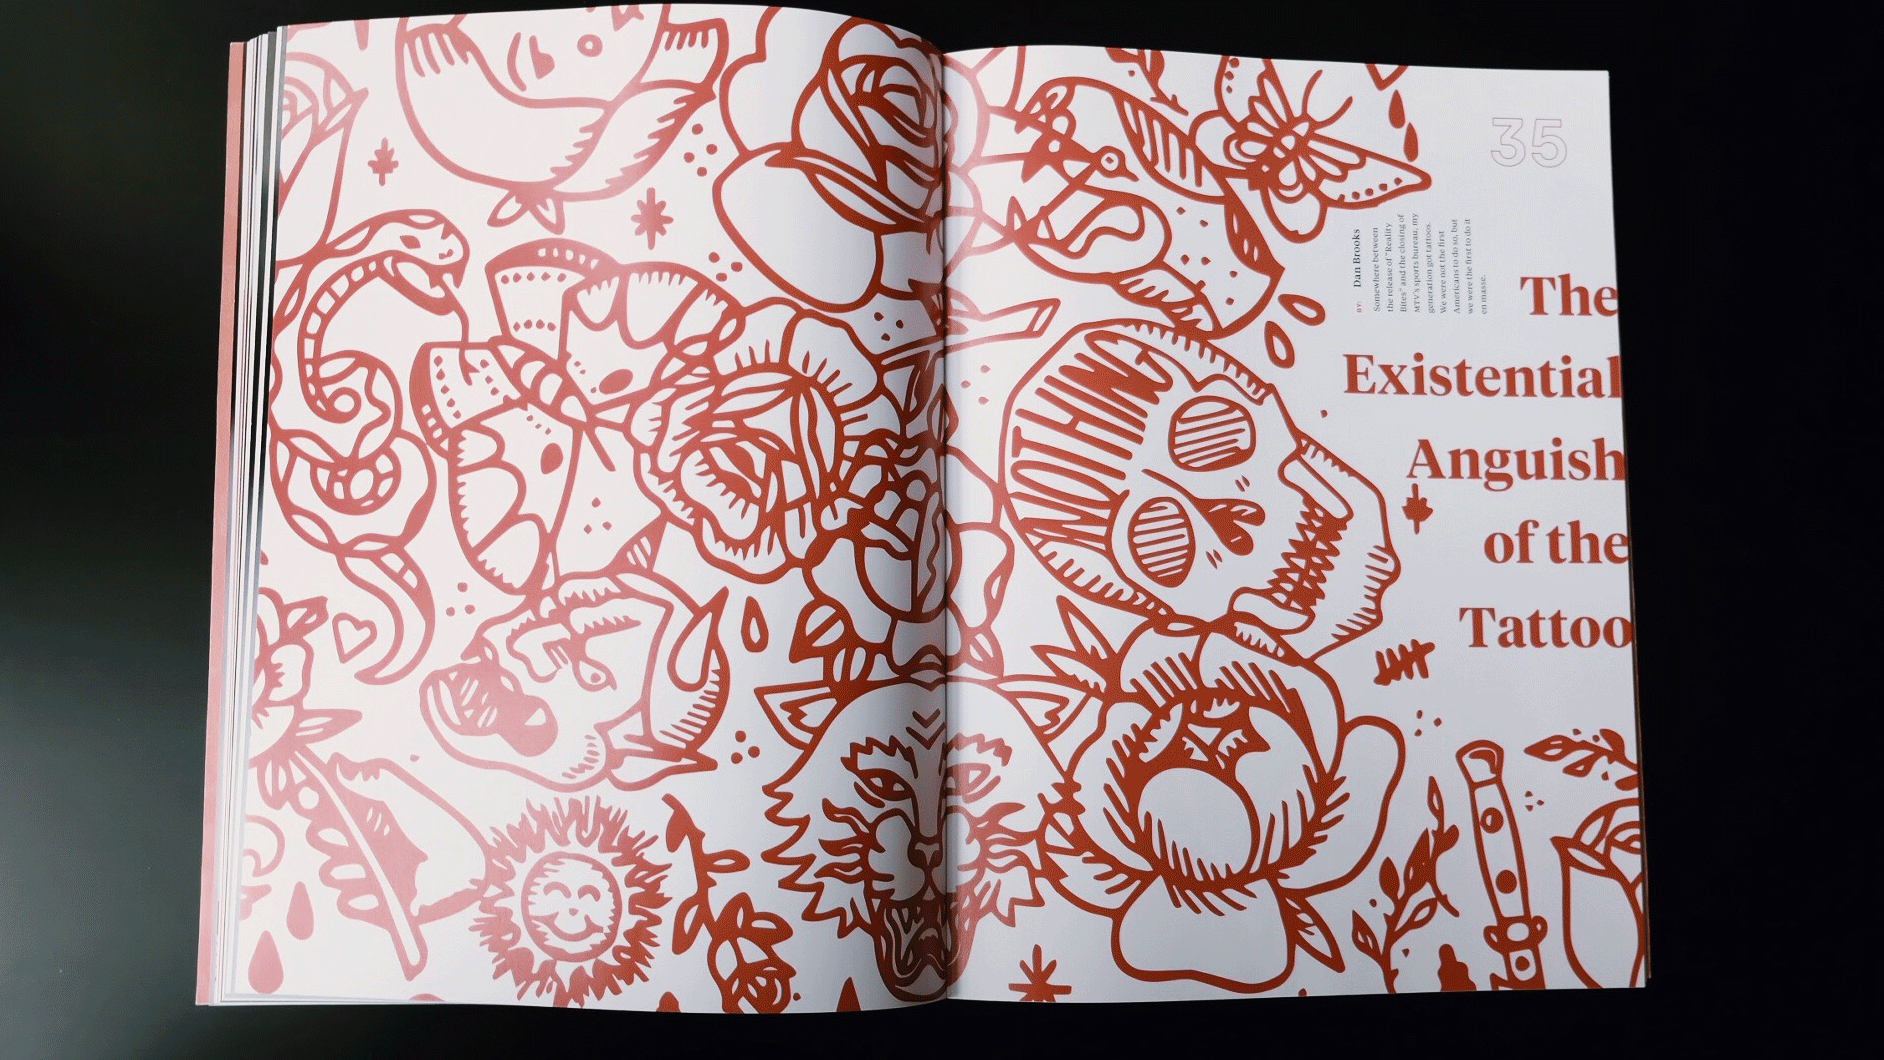 35
BY: Dan Brooks
Somewhere between
the release of "Reality
Bites" and the closing of
MTV's sports bureau, my
generation got tattoos.
We were not the first
Americans to do so, but
we were the first to do it
en masse.
The
Existential
Anguish
of the
Tattoo
NOTHING